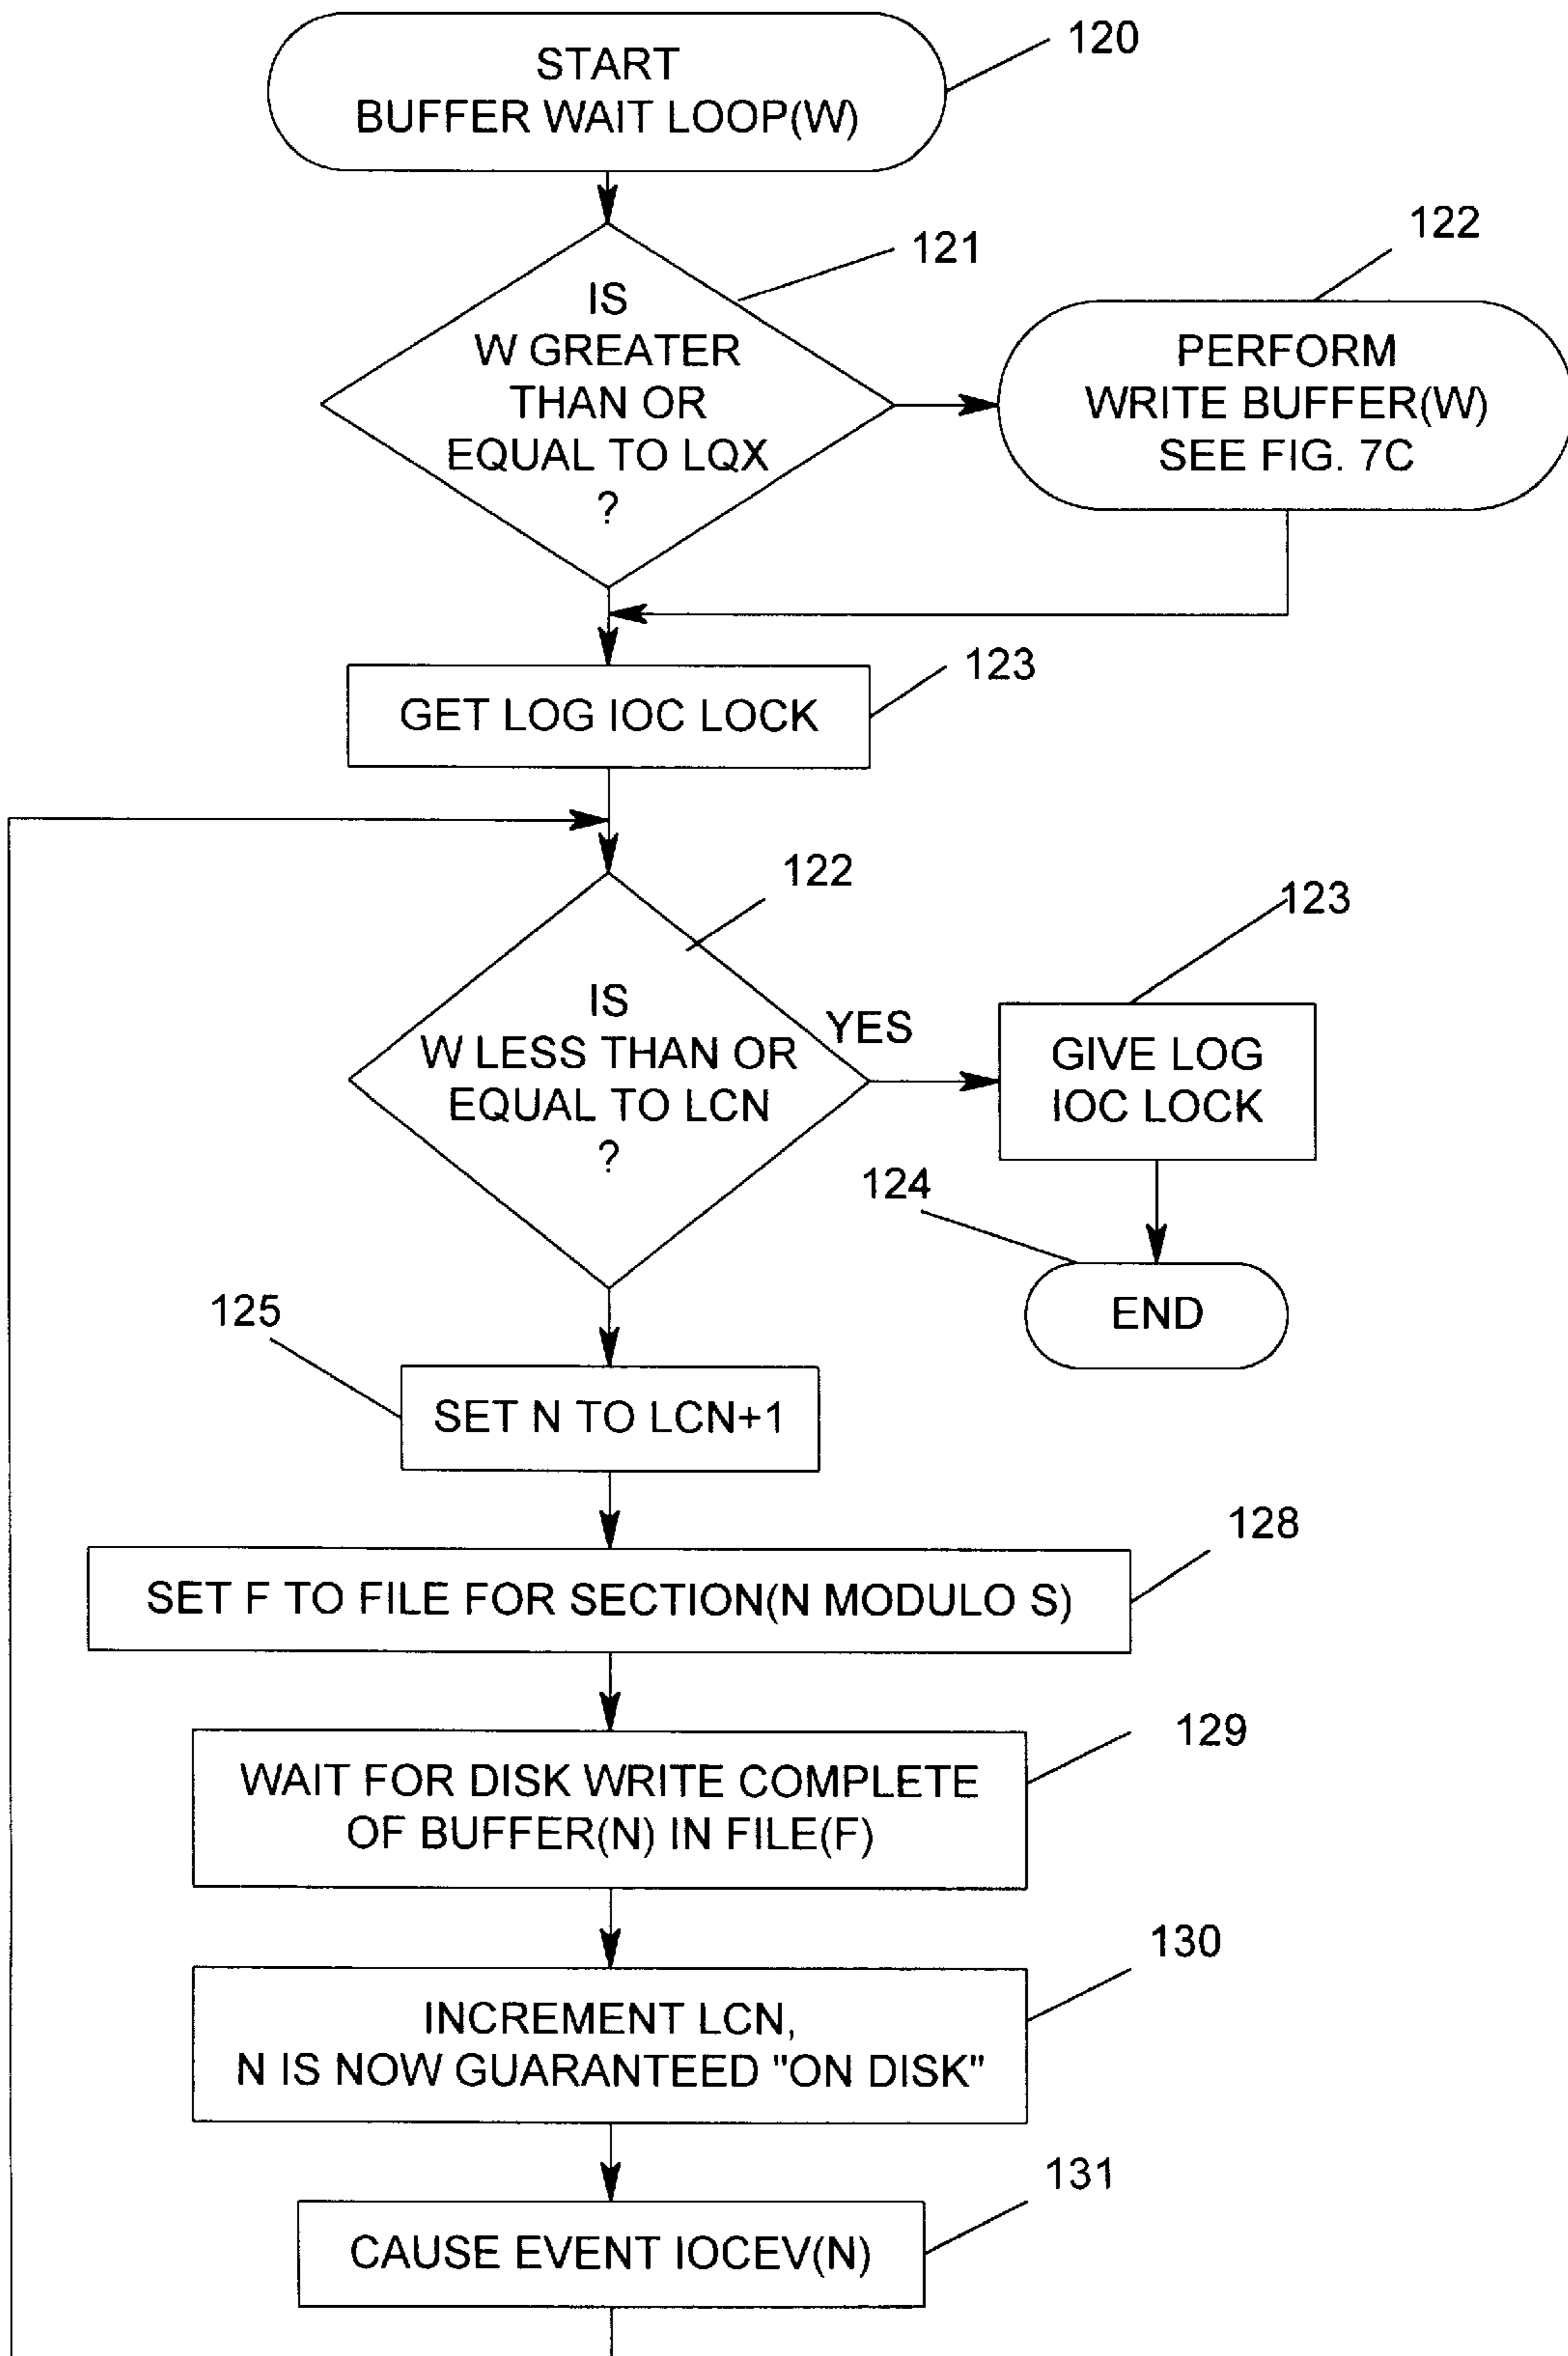 START
BUFFER WAIT LOOP(W)
120
IS
W GREATER
THAN OR
EQUAL TO LQX
?
121
PERFORM
WRITE BUFFER(W)
SEE FIG. 7C
122
GET LOG IOC LOCK
123
IS
W LESS THAN OR
EQUAL TO LCN
?
122
YES
GIVE LOG
IOC LOCK
123
124
END
125
SET N TO LCN+1
128
SET F TO FILE FOR SECTION(N MODULO S)
129
WAIT FOR DISK WRITE COMPLETE
OF BUFFER(N) IN FILE(F)
130
INCREMENT LCN,
N IS NOW GUARANTEED "ON DISK"
131
CAUSE EVENT IOCEV(N)